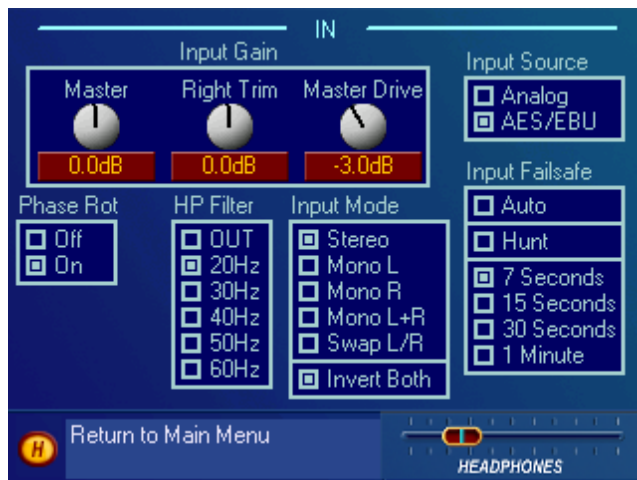 IN
Input Gain
Master
Right Trim
Master Drive
0.0dB
0.0dB
-3.0dB
Input Source
Analog
AES/EBU
Phase Rot
Off
On
HP Filter
OUT
20Hz
30Hz
40Hz
50Hz
60Hz
Input Mode
Stereo
Mono L
Mono R
Mono L+R
Swap L/R
Invert Both
Input Failsafe
Auto
Hunt
7 Seconds
15 Seconds
30 Seconds
1 Minute
H
Return to Main Menu
HEADPHONES